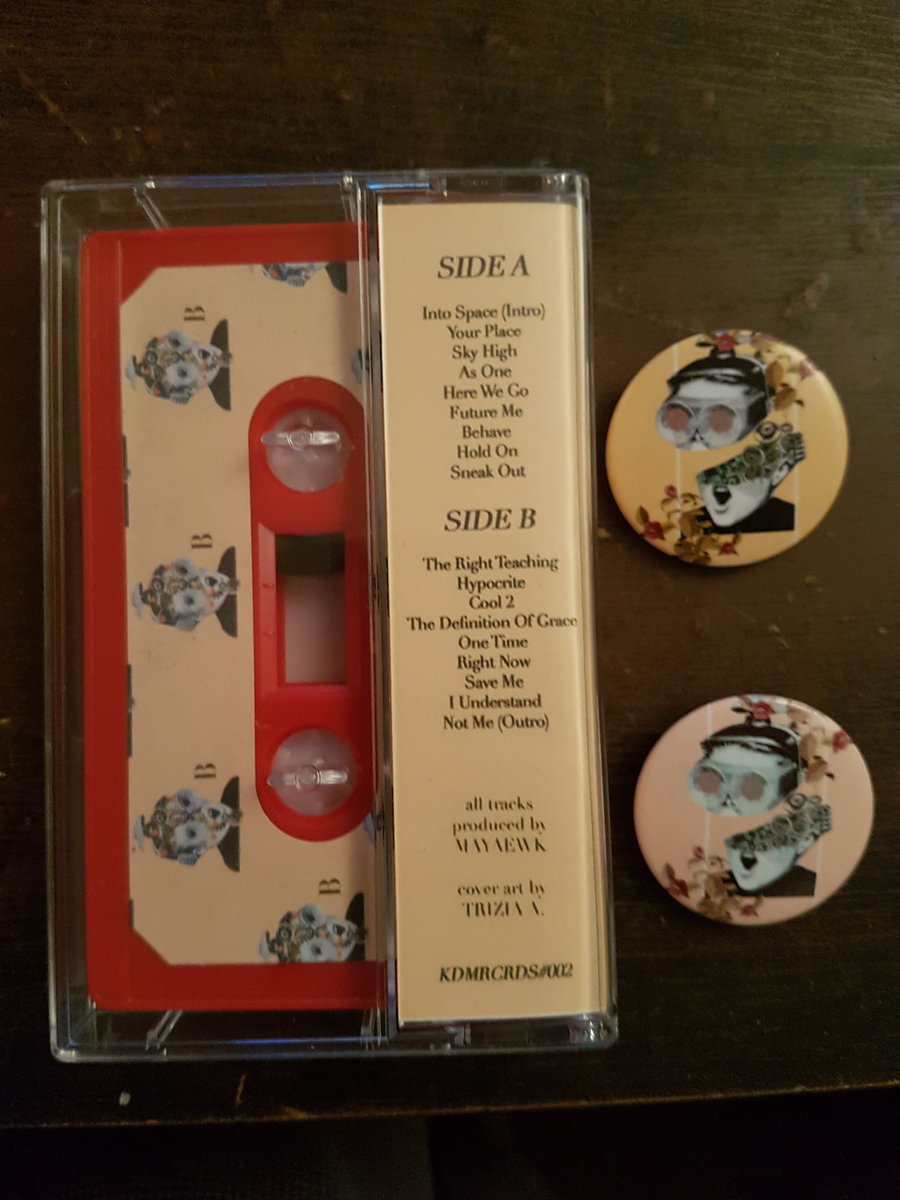 SIDE A
Into Space (Intro)
Your Place
Sky High
As One
Here We Go
Future Me
Behave
Hold On
Sneak Out
SIDE B
The Right Teaching
Hypocrite
Cool 2
The Definition Of Grace
One Time
Right Now
Save Me
I Understand
Not Me (Outro)
all tracks
produced by
MAYAEWK
cover art by
TRIZIA A.
KDMRCRDS#002
B
B
B
B